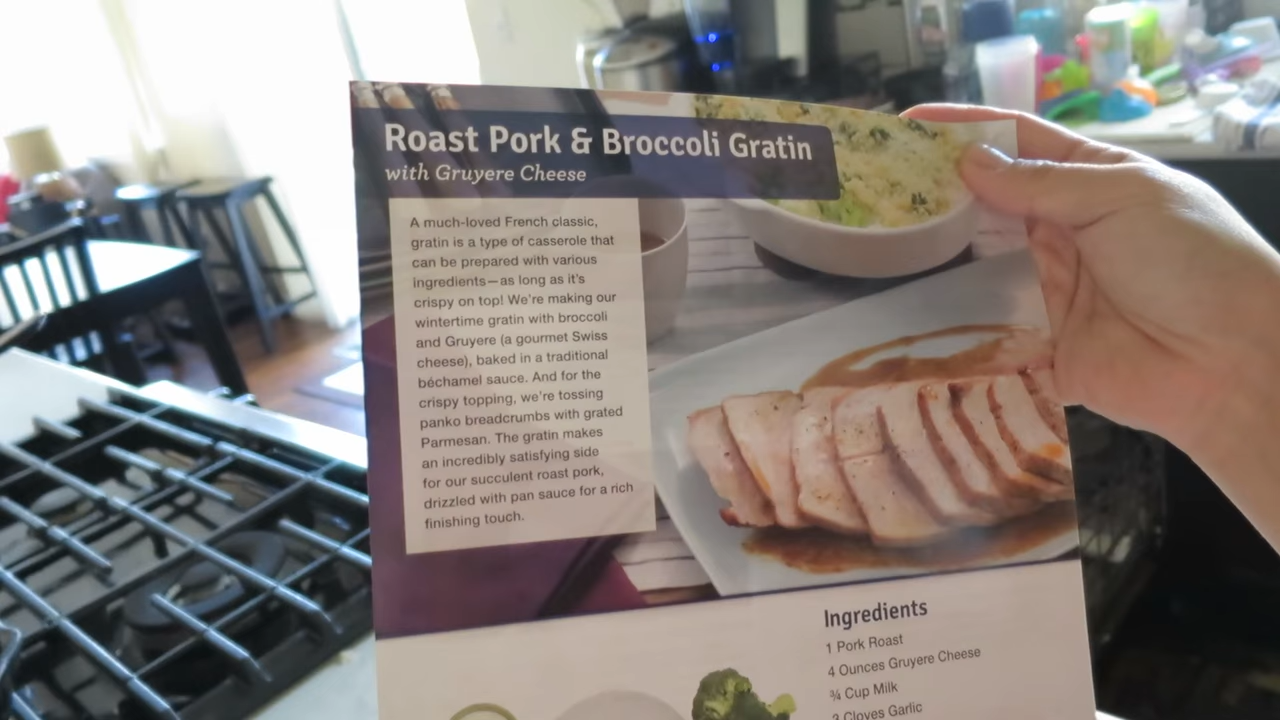 Roast Pork & Broccoli Gratin
with Gruyere Cheese
A much-loved French classic,
gratin is a type of casserole that
can be prepared with various
ingredients—as long as it's
crispy on top! We're making our
wintertime gratin with broccoli
and Gruyere (a gourmet Swiss
cheese), baked in a traditional
béchamel sauce. And for the
crispy topping, we're tossing
panko breadcrumbs with grated
Parmesan. The gratin makes
an incredibly satisfying side
for our succulent roast pork,
drizzled with pan sauce for a rich
finishing touch.
Ingredients
1 Pork Roast
4 Ounces Gruyere Cheese
¾ Cup Milk
3 Cloves Garlic